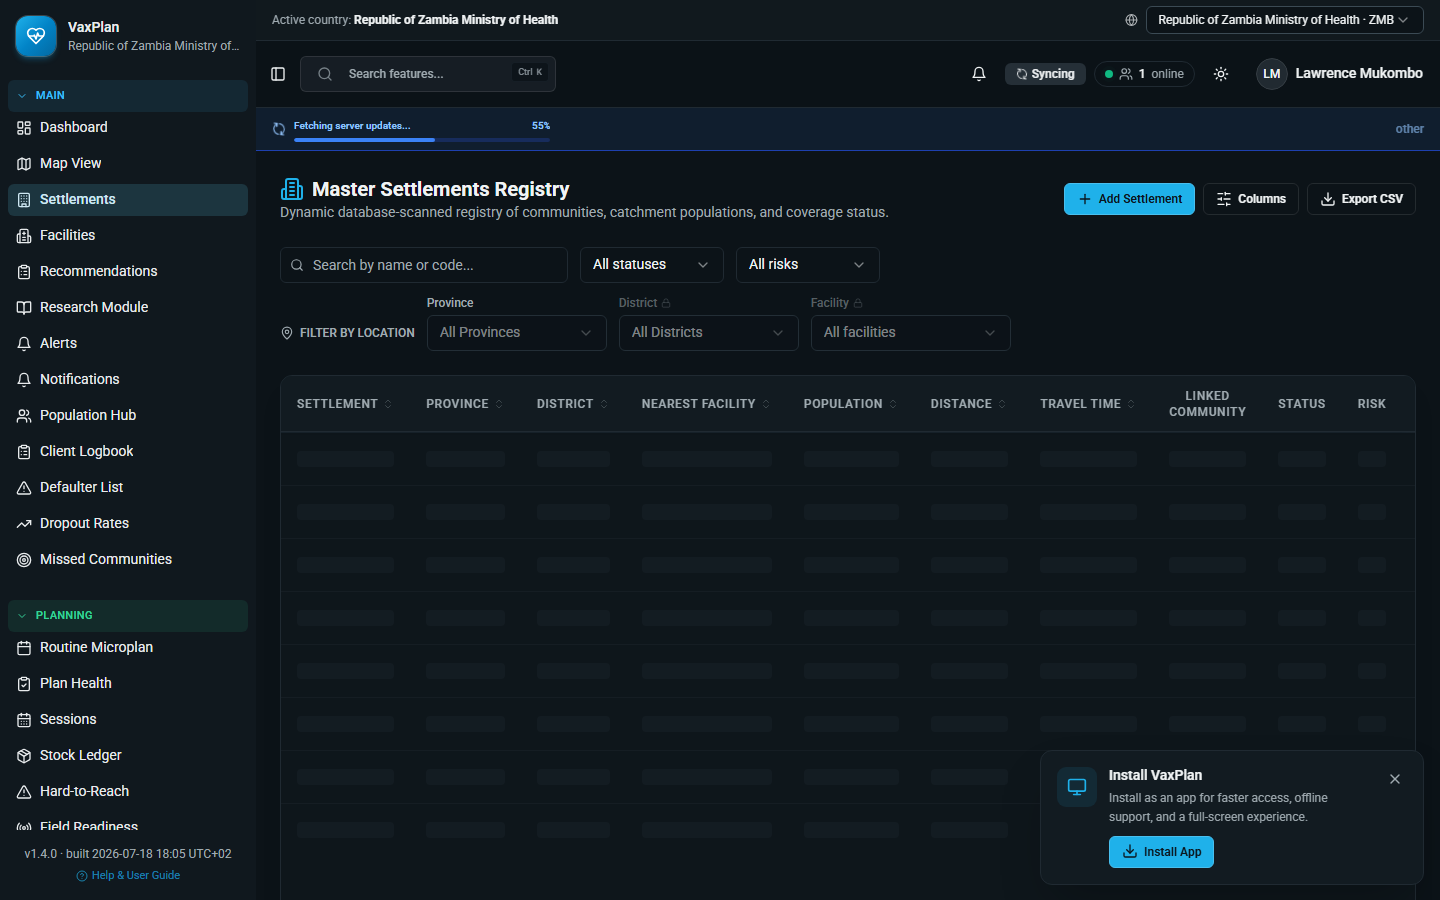 VaxPlan
Republic of Zambia Ministry of...
Active country: Republic of Zambia Ministry of Health
Republic of Zambia Ministry of Health · ZMB
Search features...
Ctrl K
Syncing
1 online
LM
Lawrence Mukombo
Fetching server updates...
55%
other
MAIN
Dashboard
Map View
Settlements
Facilities
Recommendations
Research Module
Alerts
Notifications
Population Hub
Client Logbook
Defaulter List
Dropout Rates
Missed Communities
PLANNING
Routine Microplan
Plan Health
Sessions
Stock Ledger
Hard-to-Reach
Field Readiness
v1.4.0 · built 2026-07-18 18:05 UTC+02
Help & User Guide
Master Settlements Registry
Dynamic database-scanned registry of communities, catchment populations, and coverage status.
Add Settlement
Columns
Export CSV
Search by name or code...
All statuses
All risks
FILTER BY LOCATION
Province
All Provinces
District
All Districts
Facility
All facilities
SETTLEMENT
PROVINCE
DISTRICT
NEAREST FACILITY
POPULATION
DISTANCE
TRAVEL TIME
LINKED
COMMUNITY
STATUS
RISK
Install VaxPlan
Install as an app for faster access, offline
support, and a full-screen experience.
Install App